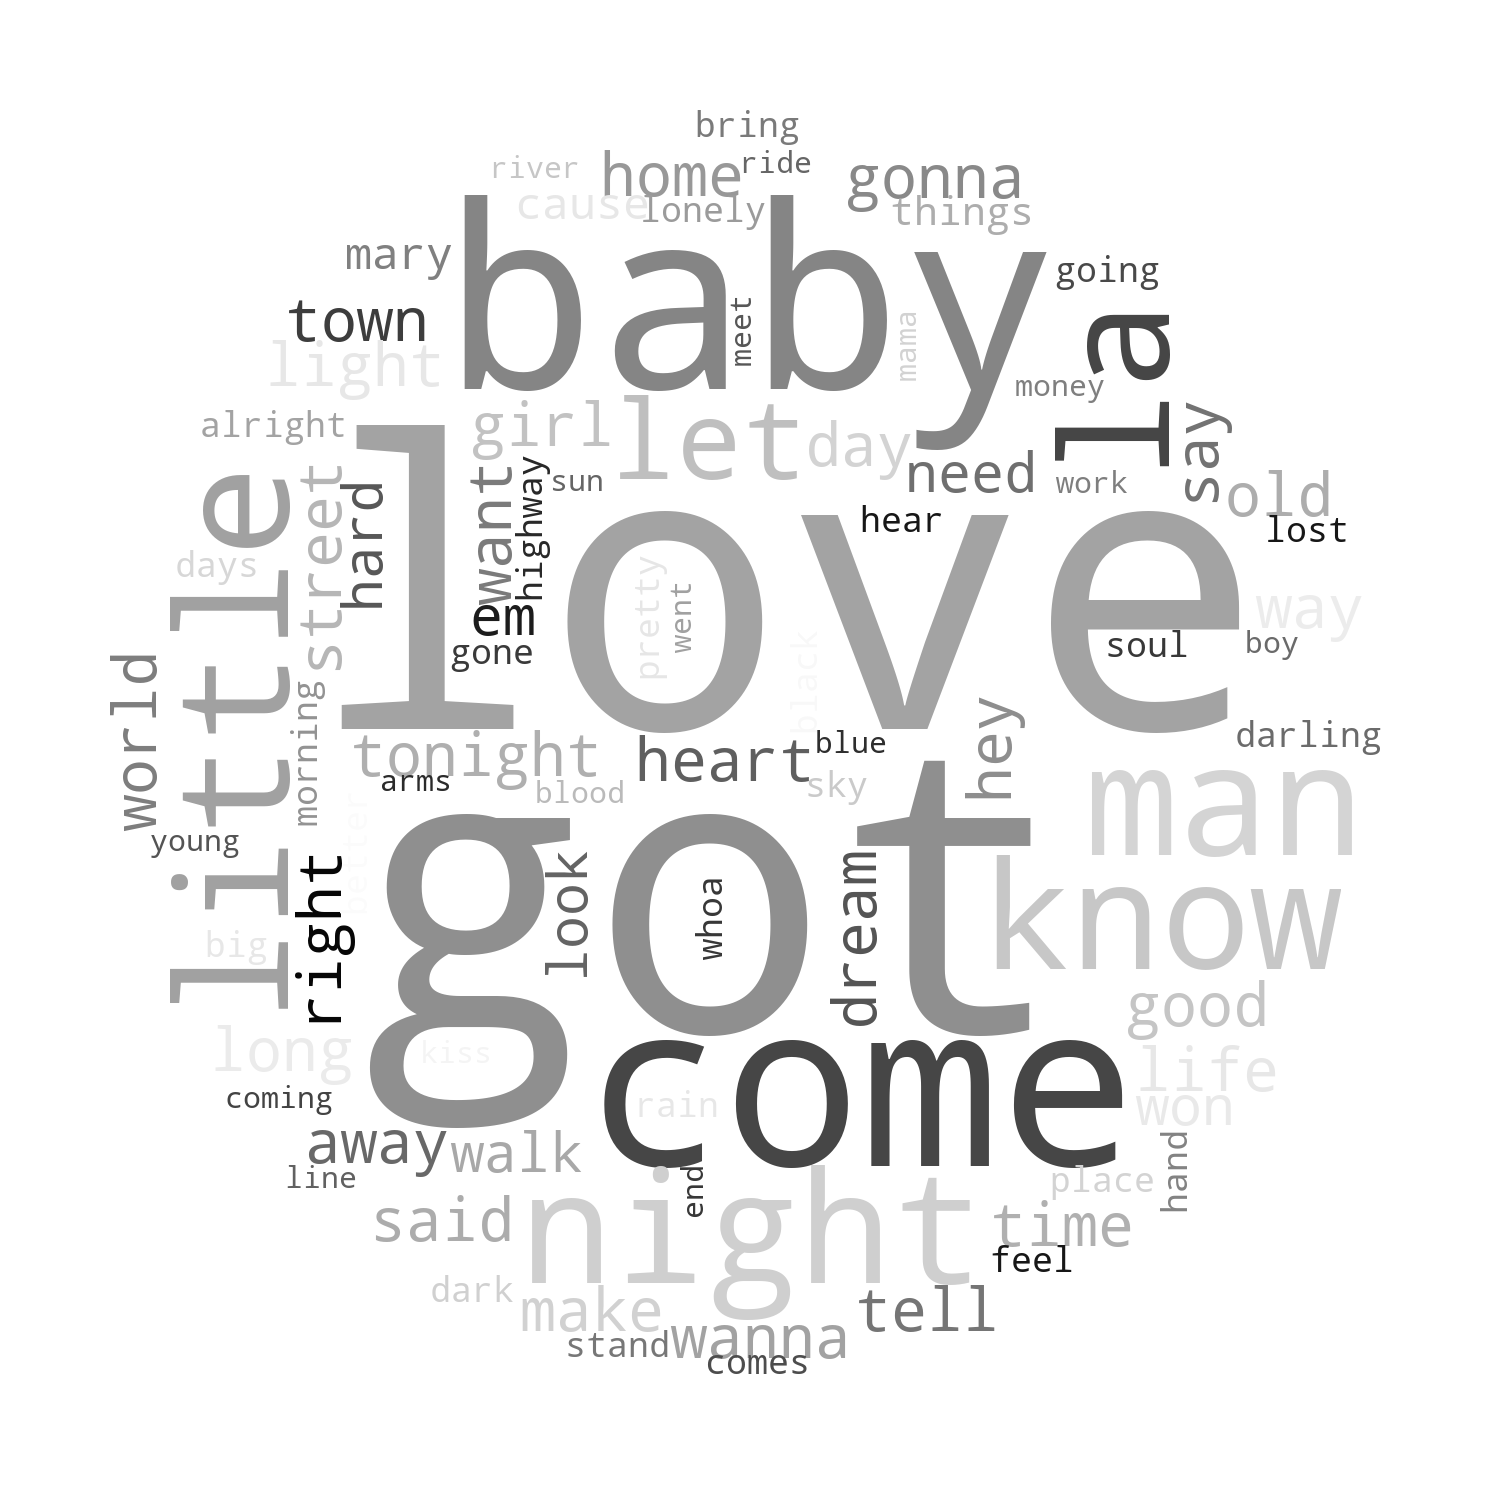 bring
river
home
ride
gonna
cause
lonely
things
mary
baby
going
town
meet
mama
la
light
money
alright
girl
let
day
say
need
work
old
little
street
hard
want
highway
sun
love
hear
lost
days
em
pretty
went
way
gone
black
soul
boy
world
morning
tonight
heart
blue
hey
darling
arms
blood
sky
man
young
better
right
got
look
whoa
dream
know
big
good
long
kiss
come
life
coming
rain
won
away
walk
hand
line
end
place
said
night
time
feel
dark
make
tell
stand
wanna
comes